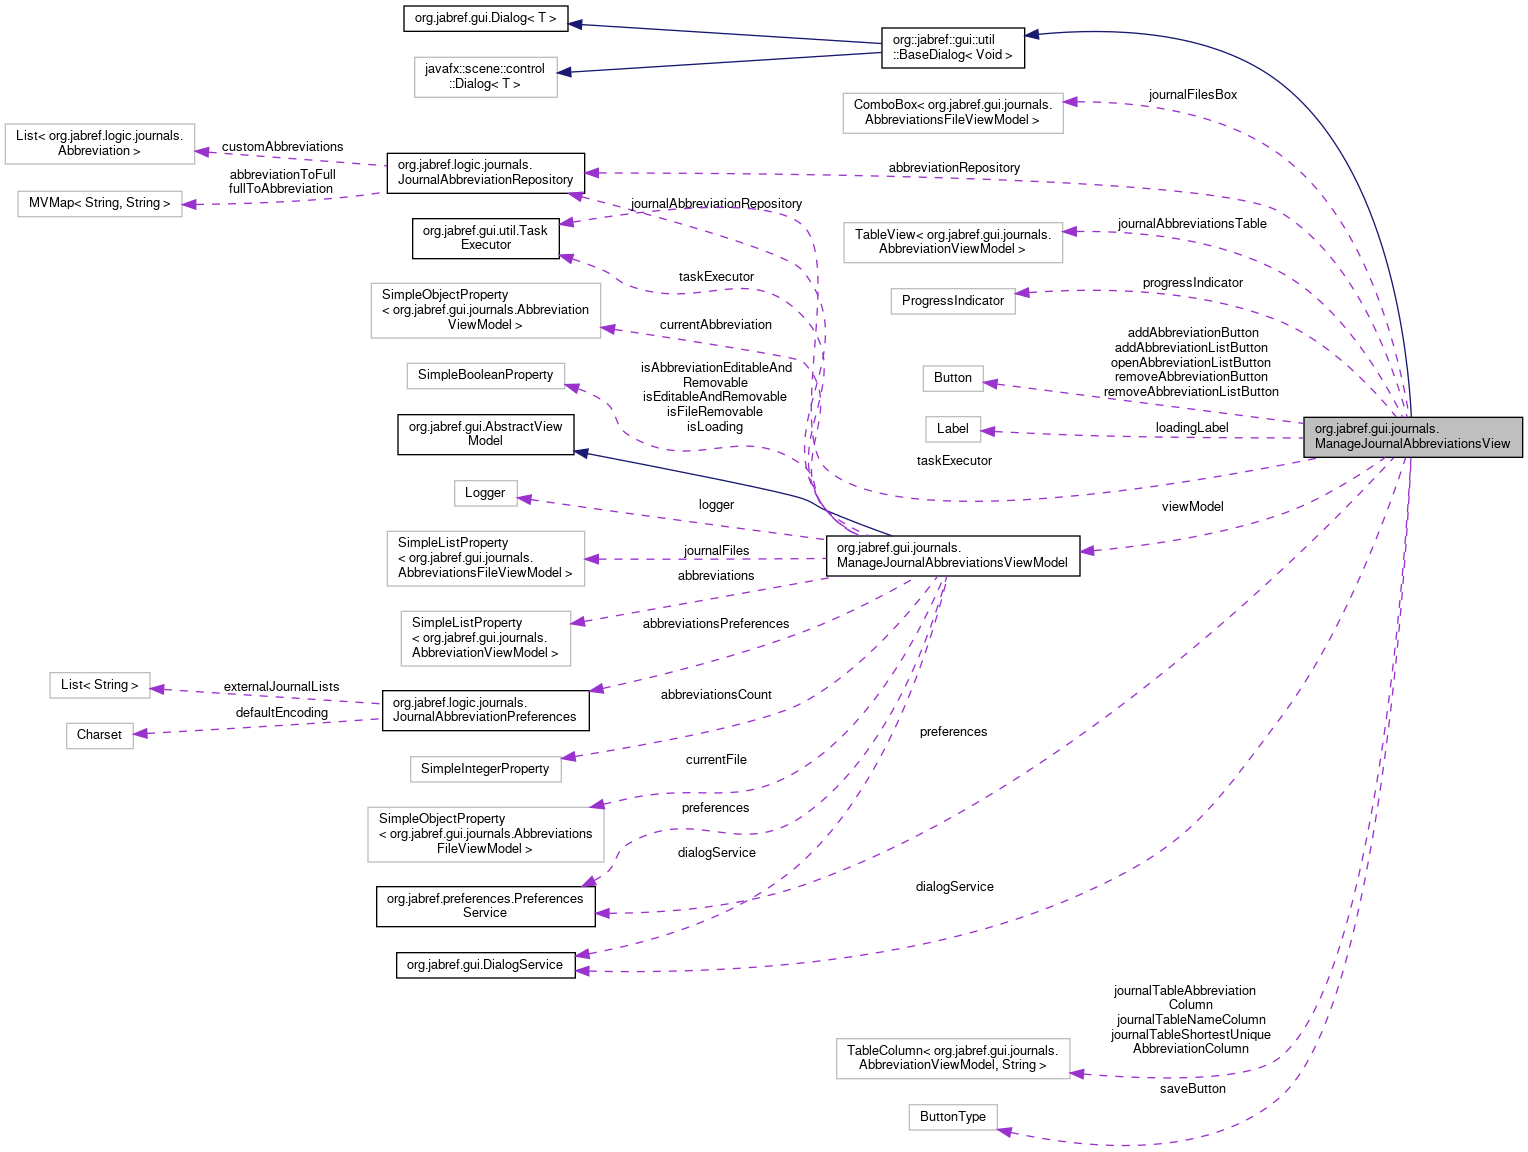 org.jabref.gui.Dialog< T >
org::jabref::gui::util
::BaseDialog< Void >
javafx::scene::control
::Dialog< T >
journalFilesBox
ComboBox< org.jabref.gui.journals.
AbbreviationsFileViewModel >
List< org.jabref.logic.journals.
Abbreviation >
customAbbreviations
org.jabref.logic.journals.
JournalAbbreviationRepository
abbreviationRepository
abbreviationToFull
fullToAbbreviation
MVMap< String, String >
journalAbbreviationRepository
org.jabref.gui.util.Task
Executor
TableView< org.jabref.gui.journals.
AbbreviationViewModel >
journalAbbreviationsTable
taskExecutor
progressIndicator
ProgressIndicator
SimpleObjectProperty
< org.jabref.gui.journals.Abbreviation
ViewModel >
currentAbbreviation
addAbbreviationButton
addAbbreviationListButton
openAbbreviationListButton
removeAbbreviationButton
removeAbbreviationListButton
Button
SimpleBooleanProperty
isAbbreviationEditableAnd
Removable
isEditableAndRemovable
isFileRemovable
isLoading
org.jabref.gui.AbstractView
Model
Label
loadingLabel
org.jabref.gui.journals.
ManageJournalAbbreviationsView
taskExecutor
Logger
logger
viewModel
SimpleListProperty
< org.jabref.gui.journals.
AbbreviationsFileViewModel >
journalFiles
org.jabref.gui.journals.
ManageJournalAbbreviationsViewModel
abbreviations
SimpleListProperty
< org.jabref.gui.journals.
AbbreviationViewModel >
abbreviationsPreferences
List< String >
externalJournalLists
org.jabref.logic.journals.
JournalAbbreviationPreferences
abbreviationsCount
Charset
defaultEncoding
preferences
SimpleIntegerProperty
currentFile
SimpleObjectProperty
< org.jabref.gui.journals.Abbreviations
FileViewModel >
preferences
dialogService
org.jabref.preferences.Preferences
Service
dialogService
org.jabref.gui.DialogService
journalTableAbbreviation
Column
journalTableNameColumn
journalTableShortestUnique
AbbreviationColumn
TableColumn< org.jabref.gui.journals.
AbbreviationViewModel, String >
saveButton
ButtonType